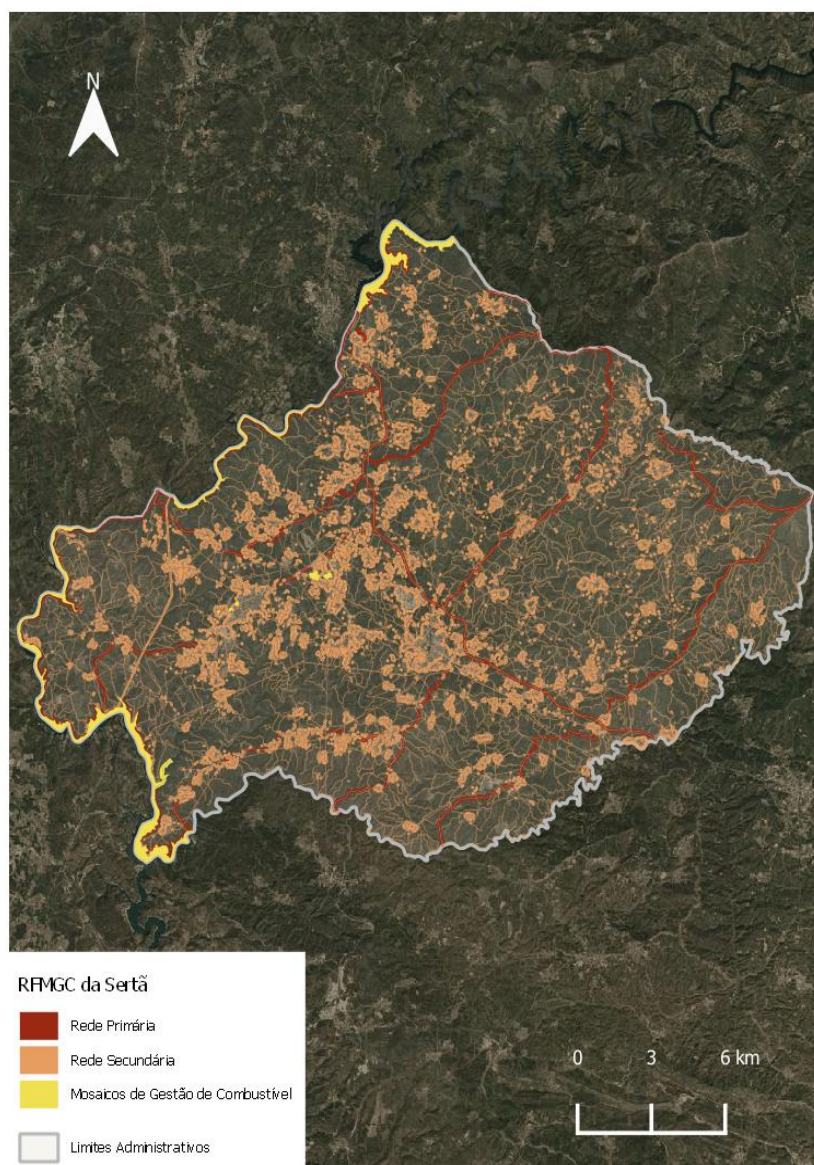 N
RFMGC da Sertã
Rede Primária
Rede Secundária
Mosaicos de Gestão de Combustível
Limites Administrativos
0 3 6 km